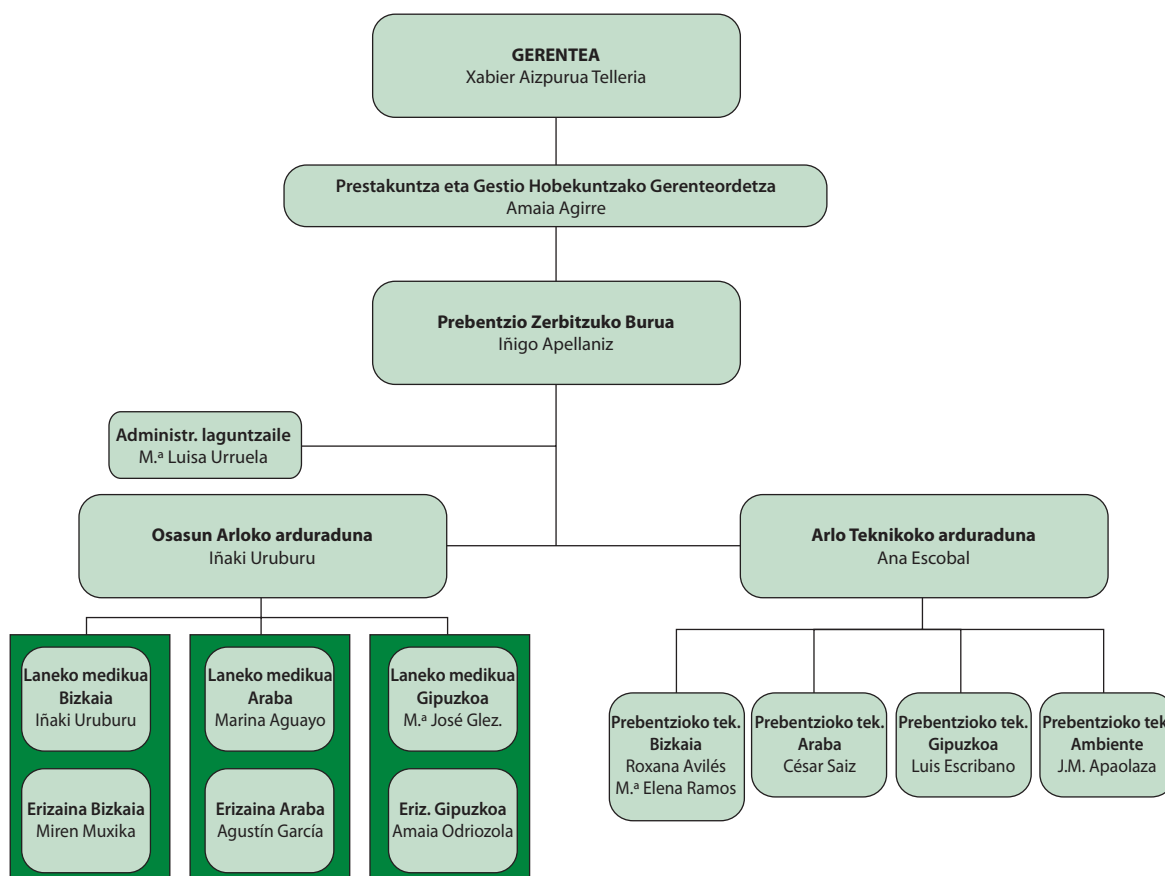 GERENTEA
Xabier Aizpurua Telleria
Prestakuntza eta Gestio Hobekuntzako Gerenteordetza
Amaia Agirre
Prebentzio Zerbitzuko Burua
Iñigo Apellaniz
Administr. laguntzaile
M.ª Luisa Urruela
Osasun Arloko arduraduna
Iñaki Uruburu
Arlo Teknikoko arduraduna
Ana Escobal
Laneko medikua
Bizkaia
Iñaki Uruburu
Laneko medikua
Araba
Marina Aguayo
Laneko medikua
Gipuzkoa
M.ª José Glez.
Erizaina Bizkaia
Miren Muxika
Erizaina Araba
Agustín García
Eriz. Gipuzkoa
Amaia Odriozola
Prebentzioko tek.
Bizkaia
Roxana Avilés
M.ª Elena Ramos
Prebentzioko tek.
Araba
César Saiz
Prebentzioko tek.
Gipuzkoa
Luis Escribano
Prebentzioko tek.
Ambiente
J.M. Apaolaza